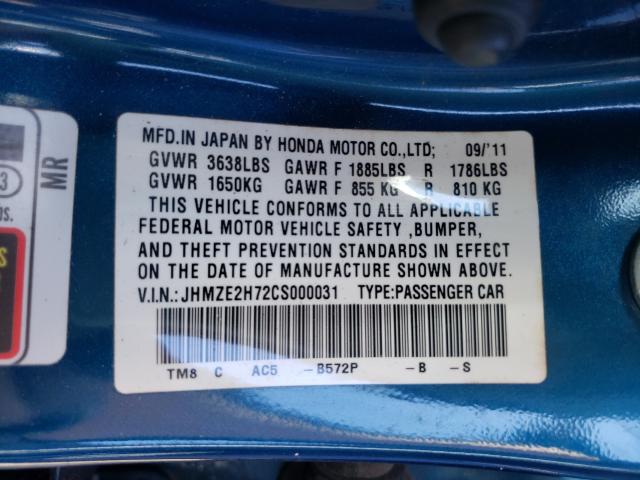 MFD.IN JAPAN BY HONDA MOTOR CO.,LTD; 09/'11
GVWR 3638LBS GAWR F 1885LBS R 1786LBS
GVWR 1650KG GAWR F 855 KG R 810 KG
THIS VEHICLE CONFORMS TO ALL APPLICABLE
FEDERAL MOTOR VEHICLE SAFETY ,BUMPER,
AND THEFT PREVENTION STANDARDS IN EFFECT
ON THE DATE OF MANUFACTURE SHOWN ABOVE.
V.I.N.:JHMZE2H72CS000031 TYPE:PASSENGER CAR
TM8 C AC5 -B572P -B -S
MR
3